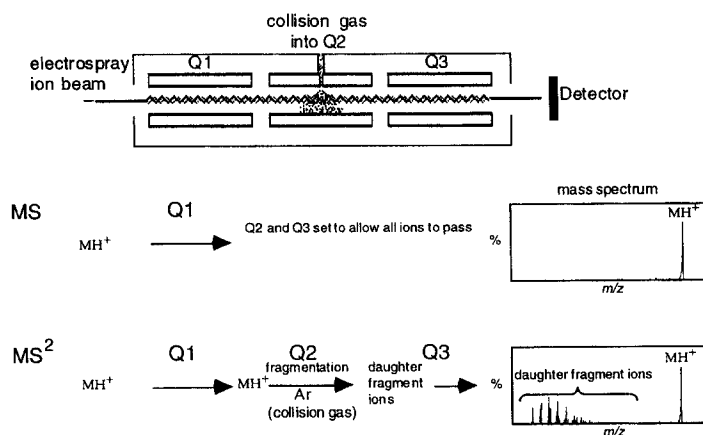 collision gas
into Q2
Q1
Q3
electrospray
ion beam
Detector
MS
Q1
MH+
Q2 and Q3 set to allow all ions to pass
mass spectrum
%
MH+
m/z
MS2
Q1
Q2
Q3
MH+
MH+
fragmentation
Ar
(collision gas)
daughter
fragment
ions
%
daughter fragment ions
MH+
m/z